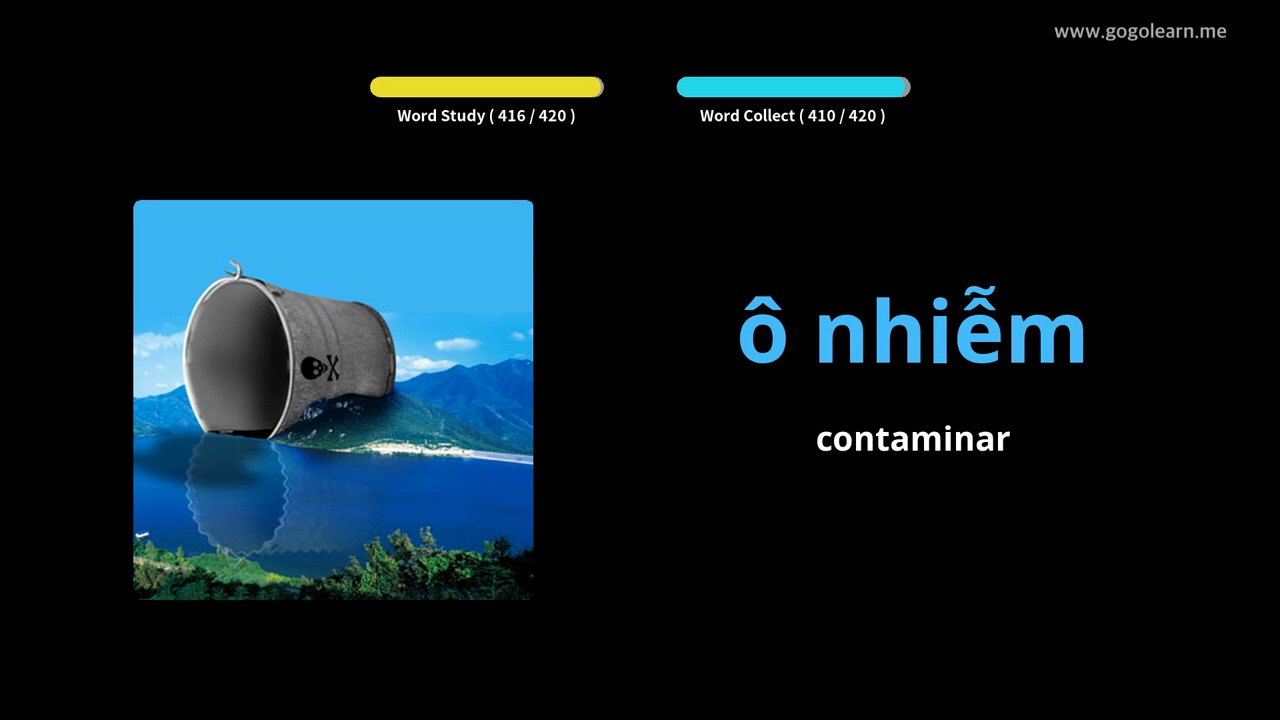 www.gogolearn.me
Word Study ( 416 / 420 )
Word Collect ( 410 / 420 )
ô nhiễm
contaminar